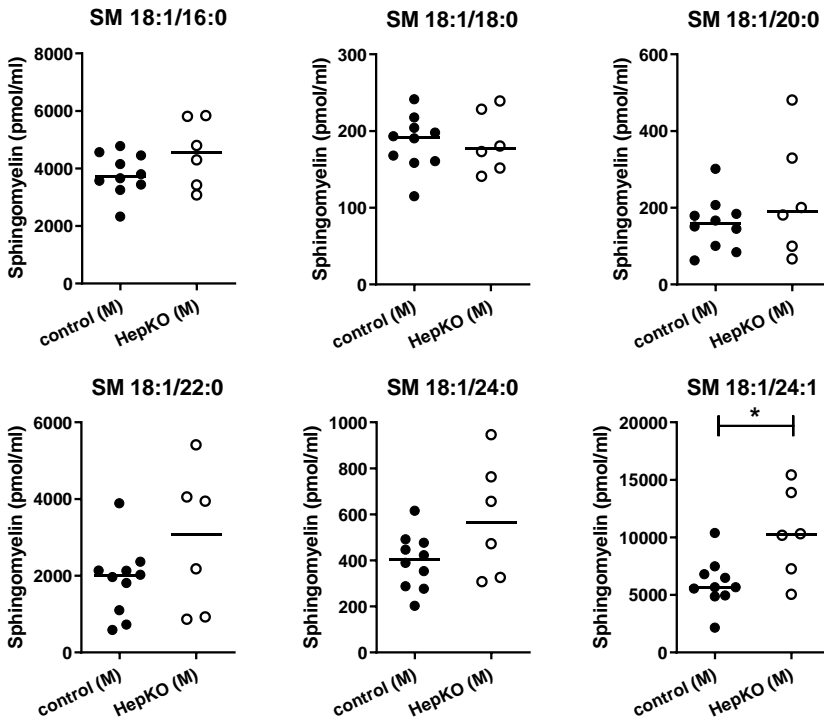 SM 18:1/16:0
Sphingomyelin (pmol/ml)
8000
6000
4000
2000
0
control (M)
HepKO (M)
SM 18:1/18:0
Sphingomyelin (pmol/ml)
300
200
100
0
control (M)
HepKO (M)
SM 18:1/20:0
Sphingomyelin (pmol/ml)
600
400
200
0
control (M)
HepKO (M)
SM 18:1/22:0
Sphingomyelin (pmol/ml)
6000
4000
2000
0
control (M)
HepKO (M)
SM 18:1/24:0
Sphingomyelin (pmol/ml)
1000
800
600
400
200
0
control (M)
HepKO (M)
SM 18:1/24:1
Sphingomyelin (pmol/ml)
20000
15000
10000
5000
0
*
control (M)
HepKO (M)